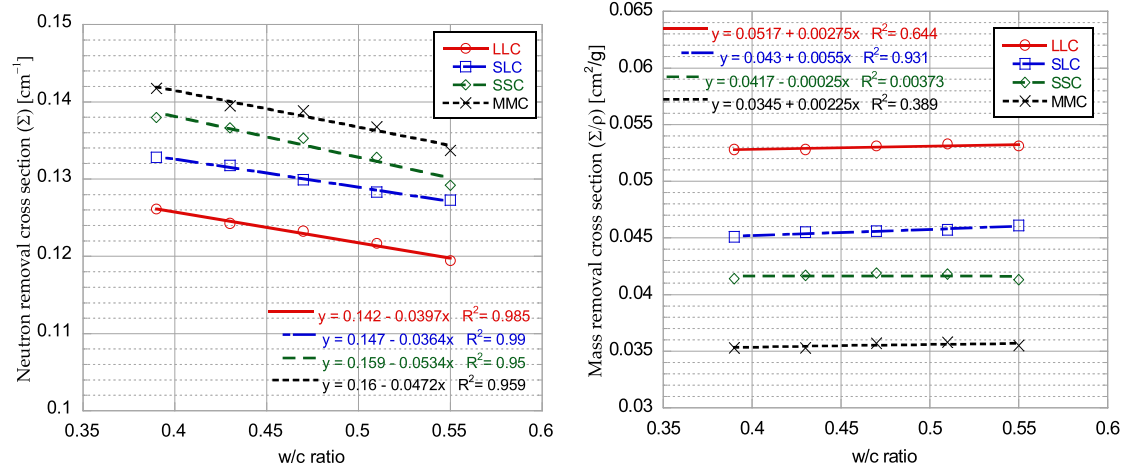 Neutron removal cross section (Σ) [cm⁻¹]
0.15
0.14
0.13
0.12
0.11
0.1
0.35
0.4
0.45
0.5
0.55
0.6
w/c ratio
LLC
SLC
SSC
MMC
y = 0.142 - 0.0397x R²= 0.985
y = 0.147 - 0.0364x R²= 0.99
y = 0.159 - 0.0534x R²= 0.95
y = 0.16 - 0.0472x R²= 0.959
Mass removal cross section (Σ/ρ) [cm²/g]
0.065
0.06
0.055
0.05
0.045
0.04
0.035
0.03
0.35
0.4
0.45
0.5
0.55
0.6
w/c ratio
y = 0.0517 + 0.00275x R²= 0.644
y = 0.043 + 0.0055x R²= 0.931
y = 0.0417 - 0.00025x R²= 0.00373
y = 0.0345 + 0.00225x R²= 0.389
LLC
SLC
SSC
MMC